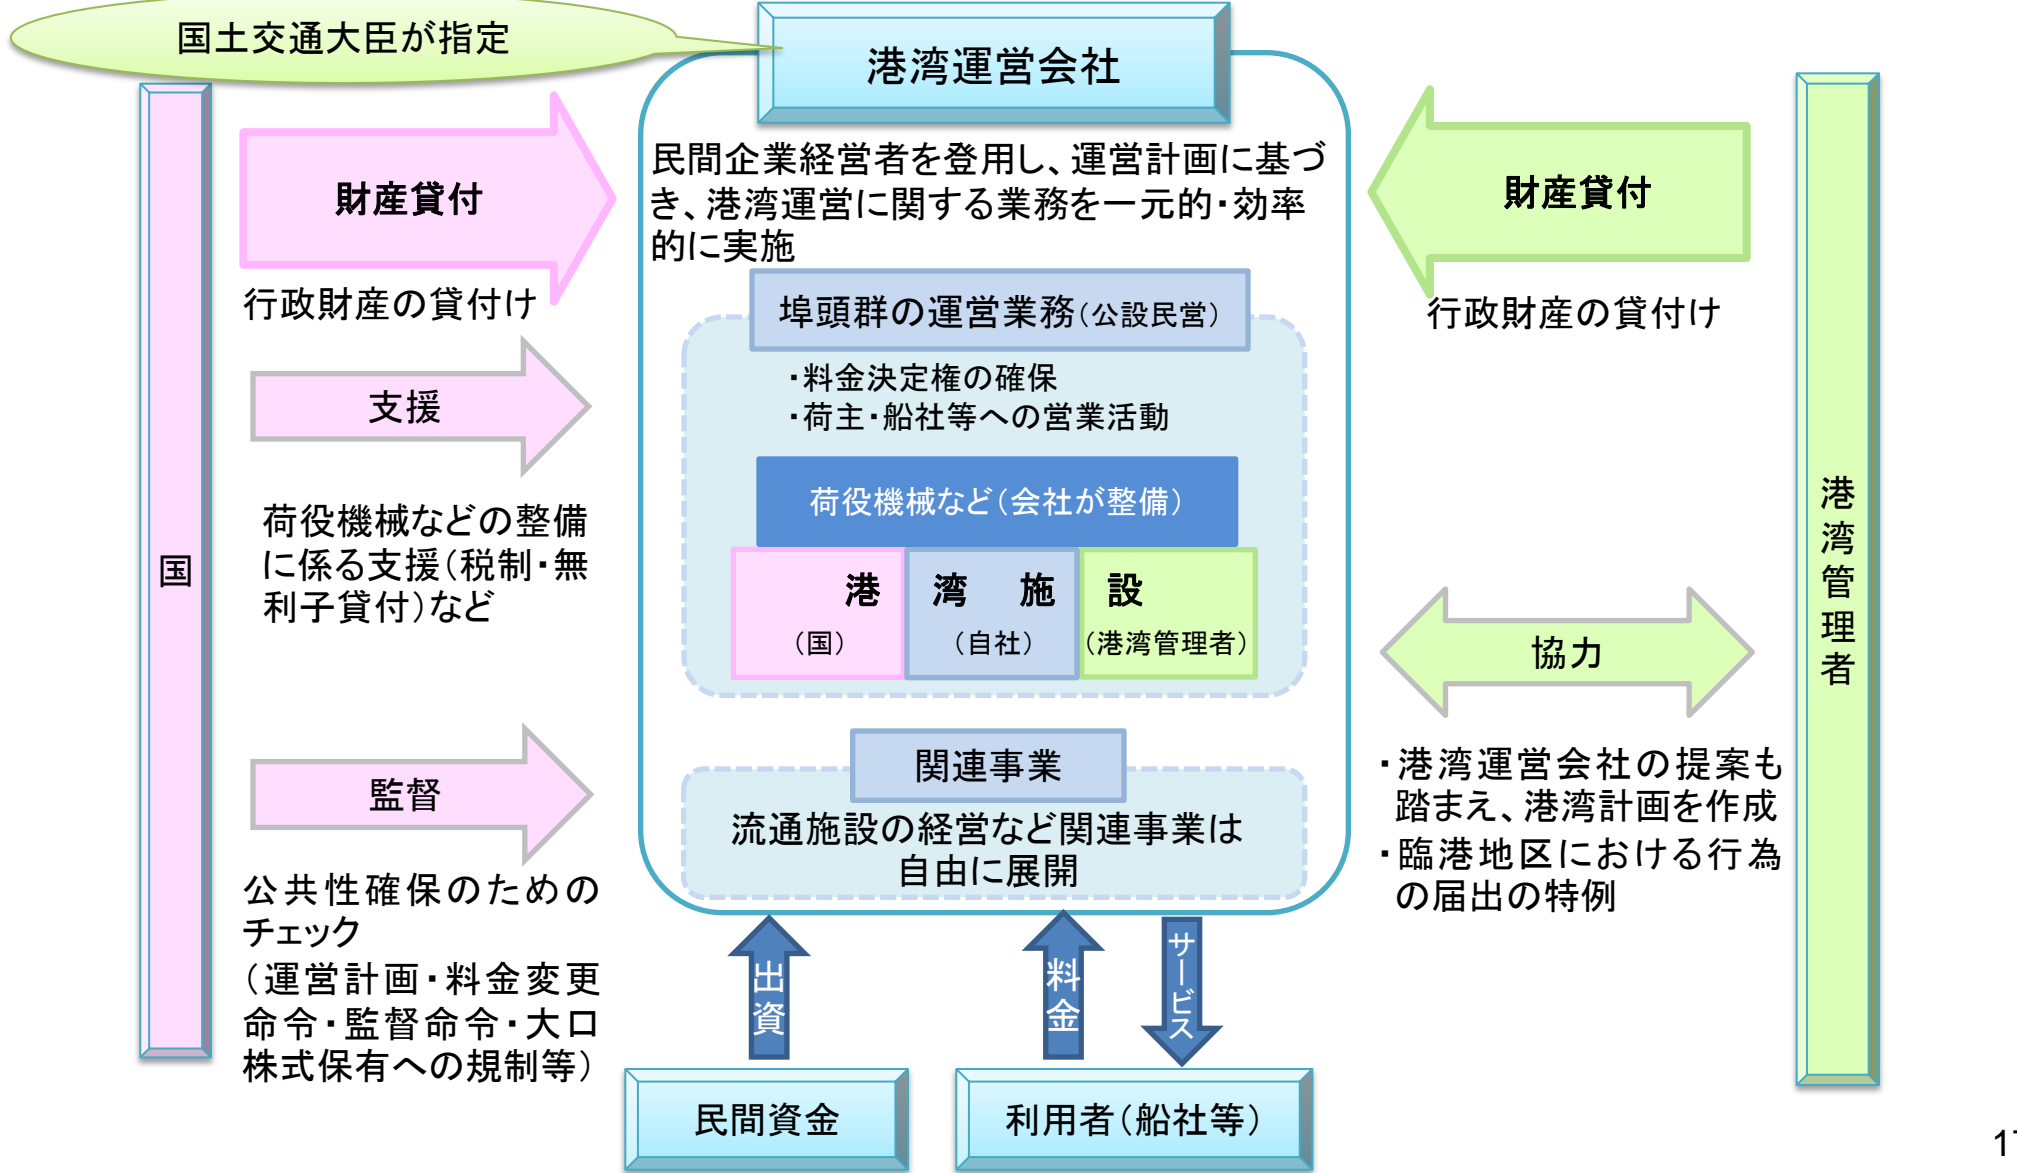 国土交通大臣が指定
港湾運営会社
民間企業経営者を登用し、運営計画に基づ
き、港湾運営に関する業務を一元的・効率
的に実施
国
財産貸付
行政財産の貸付け
支援
荷役機械などの整備
に係る支援(税制・無
利子貸付)など
監督
公共性確保のための
チェック
(運営計画・料金変更
命令・監督命令・大口
株式保有への規制等)
埠頭群の運営業務(公設民営)
・料金決定権の確保
・荷主・船社等への営業活動
荷役機械など(会社が整備)
港 湾 施 設
(国) (自社) (港湾管理者)
関連事業
流通施設の経営など関連事業は
自由に展開
財産貸付
行政財産の貸付け
協力
・港湾運営会社の提案も
踏まえ、港湾計画を作成
・臨港地区における行為
の届出の特例
港湾管理者
出資
料金
サービス
民間資金
利用者(船社等)